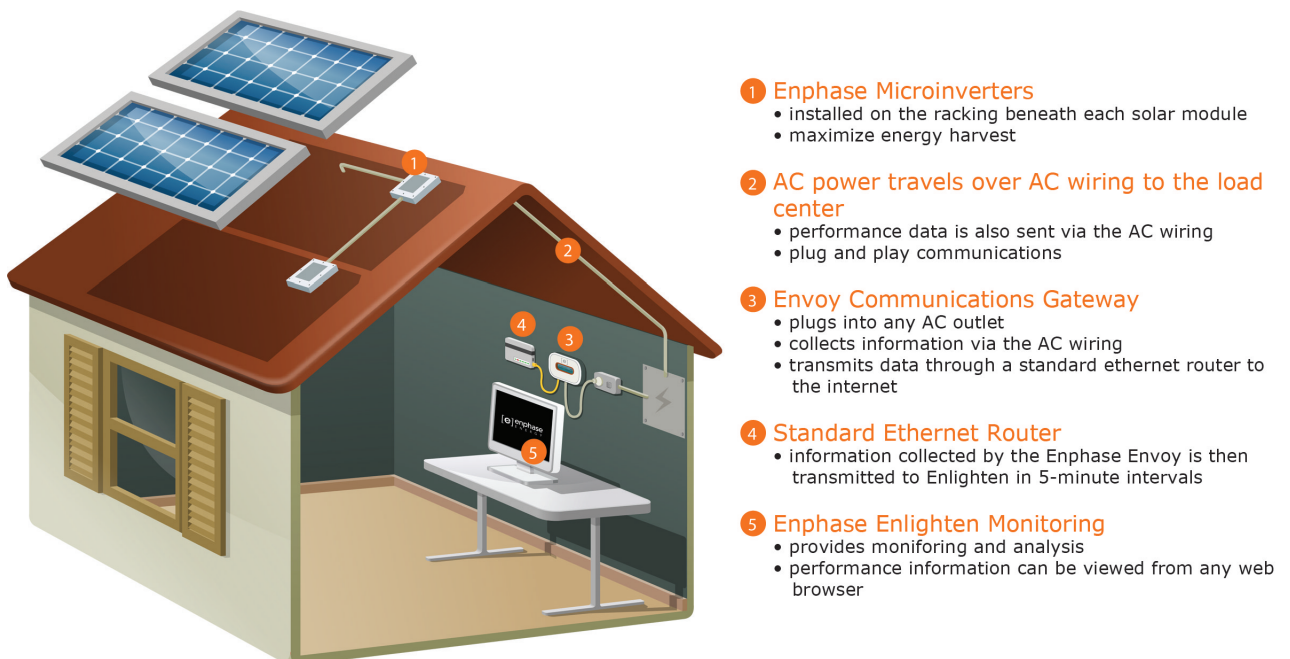 1 Enphase Microinverters
• installed on the racking beneath each solar module
• maximize energy harvest
2 AC power travels over AC wiring to the load
center
• performance data is also sent via the AC wiring
• plug and play communications
3 Envoy Communications Gateway
• plugs into any AC outlet
• collects information via the AC wiring
• transmits data through a standard ethernet router to
the internet
4 Standard Ethernet Router
• information collected by the Enphase Envoy is then
transmitted to Enlighten in 5-minute intervals
5 Enphase Enlighten Monitoring
• provides moniforing and analysis
• performance information can be viewed from any web
browser
1
2
4
3
[e] enphase
ENERGY
5